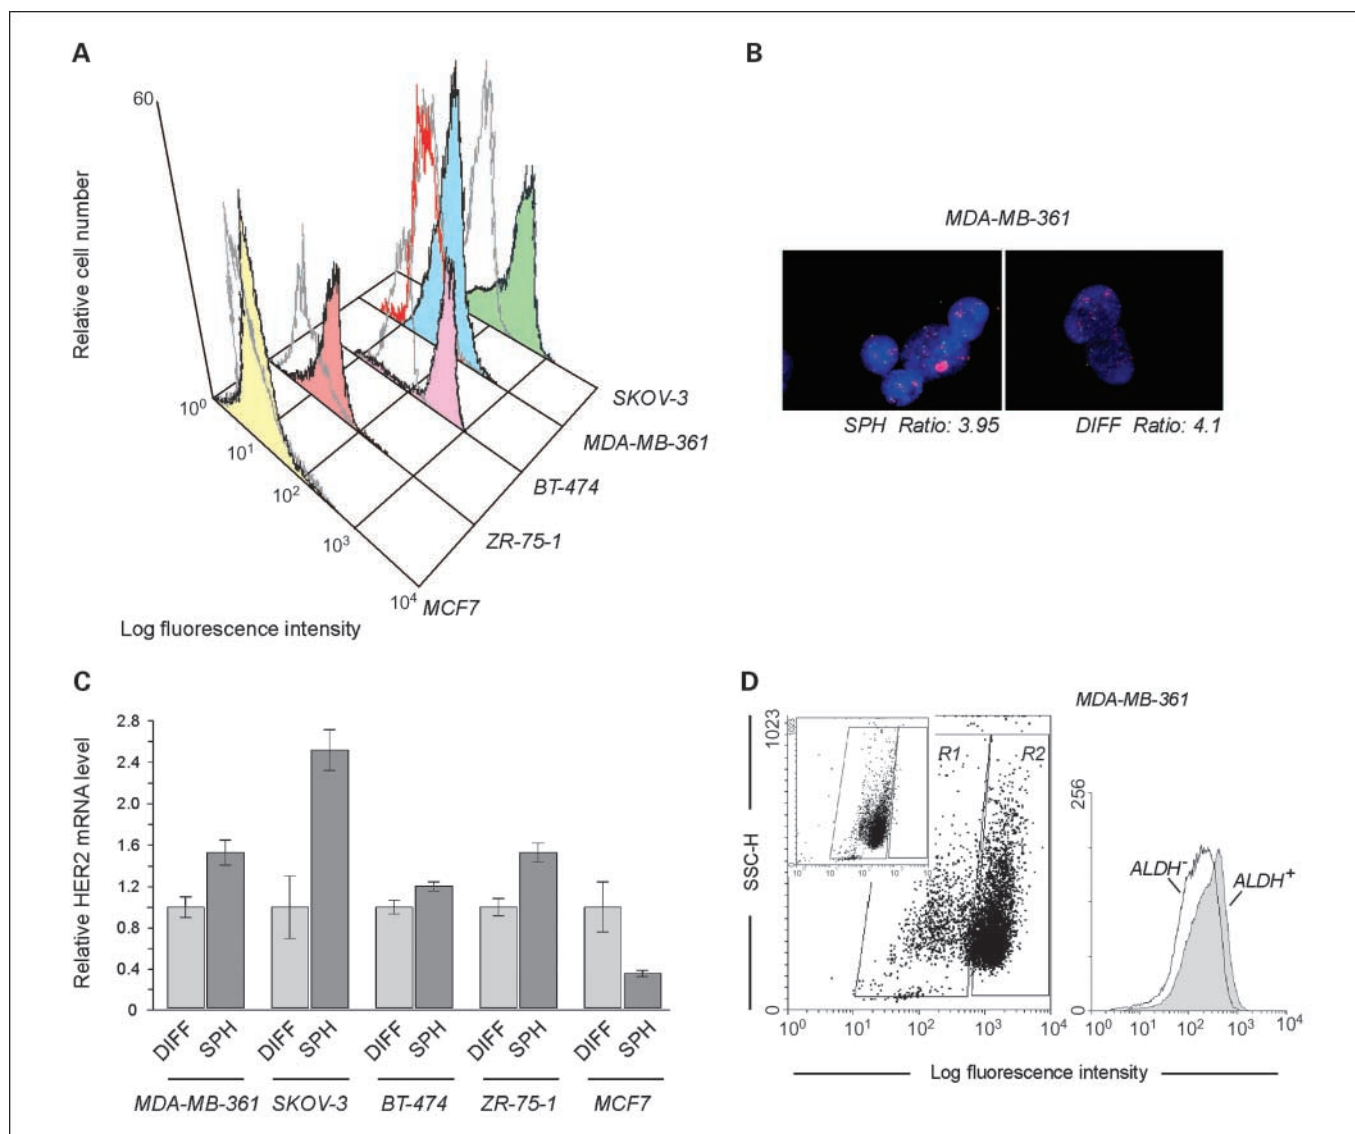 A
60
Relative cell number
10⁰
10¹
10²
10³
10⁴
SKOV-3
MDA-MB-361
BT-474
ZR-75-1
MCF7
Log fluorescence intensity
B
MDA-MB-361
SPH Ratio: 3.95
DIFF Ratio: 4.1
C
Relative HER2 mRNA level
2.8
2.4
2.0
1.6
1.2
0.8
0.4
0
DIFF SPH DIFF SPH DIFF SPH DIFF SPH DIFF SPH
MDA-MB-361 SKOV-3 BT-474 ZR-75-1 MCF7
D
MDA-MB-361
SSC-H
1023
0
R1 R2
10⁰ 10¹ 10² 10³ 10⁴
256
0
ALDH⁻
ALDH⁺
10⁰ 10¹ 10² 10³ 10⁴
Log fluorescence intensity